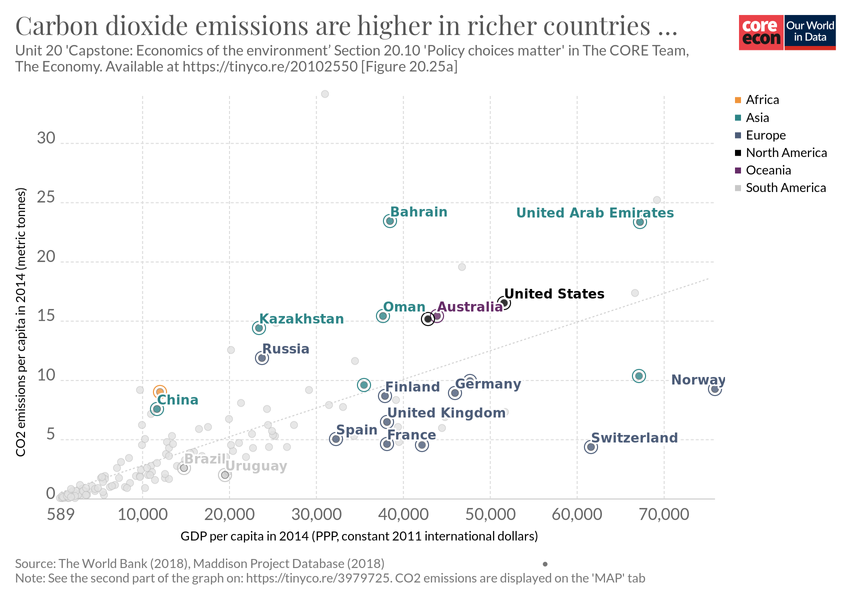 Carbon dioxide emissions are higher in richer countries ...
Unit 20 'Capstone: Economics of the environment' Section 20.10 'Policy choices matter' in The CORE Team,
The Economy. Available at https://tinyco.re/20102550 [Figure 20.25a]
core
econ
Our World
in Data
Africa
Asia
Europe
North America
Oceania
South America
CO2 emissions per capita in 2014 (metric tonnes)
30
25
20
15
10
5
0
Bahrain
United Arab Emirates
United States
Oman
Australia
Kazakhstan
Russia
Norway
Finland
Germany
China
United Kingdom
Spain
France
Switzerland
Brazil
Uruguay
589
10,000
20,000
30,000
40,000
50,000
60,000
70,000
GDP per capita in 2014 (PPP, constant 2011 international dollars)
Source: The World Bank (2018), Maddison Project Database (2018)
Note: See the second part of the graph on: https://tinyco.re/3979725. CO2 emissions are displayed on the 'MAP' tab